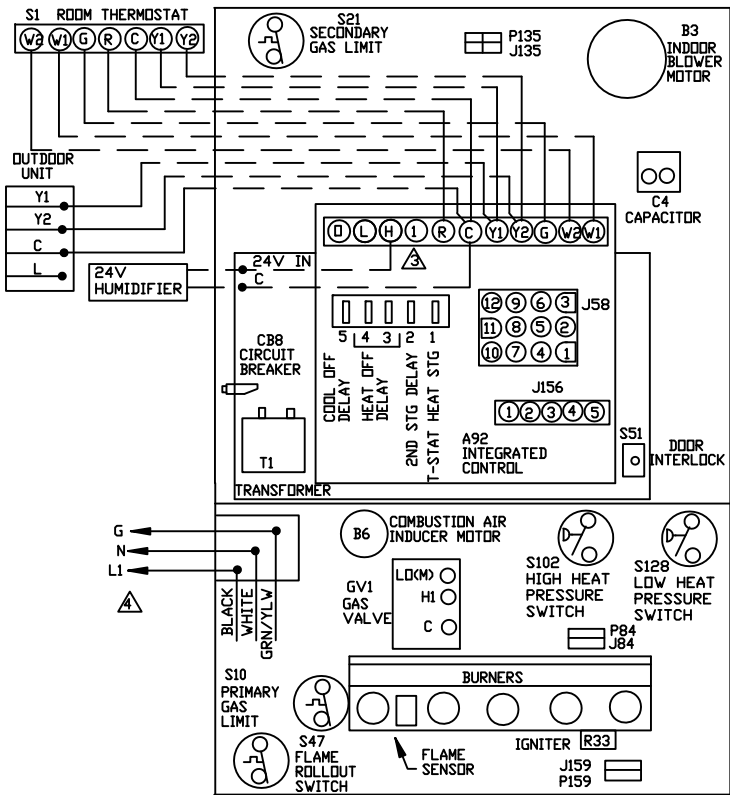 S1 ROOM THERMOSTAT
W2 W1 G R C Y1 Y2
S21
SECONDARY
GAS LIMIT
P135
J135
B3
INDOOR
BLOWER
MOTOR
OUTDOOR
UNIT
Y1
Y2
C
L
C4
CAPACITOR
O L H 1 R C Y1 Y2 G W2 W1
3
24V
HUMIDIFIER
24V IN
C
CB8
CIRCUIT
BREAKER
5 4 3 2 1
COOL OFF
DELAY
HEAT OFF
DELAY
2ND STG DELAY
T-STAT HEAT STG
12 9 6 3
11 8 5 2
10 7 4 1
J58
J156
1 2 3 4 5
A92
INTEGRATED
CONTROL
S51
DOOR
INTERLOCK
T1
TRANSFORMER
G
N
L1
4
BLACK
WHITE
GRN/YLW
B6
COMBUSTION AIR
INDUCER MOTOR
GV1
GAS
VALVE
LO(M)
H1
C
S102
HIGH HEAT
PRESSURE
SWITCH
S128
LOW HEAT
PRESSURE
SWITCH
P84
J84
S10
PRIMARY
GAS
LIMIT
BURNERS
S47
FLAME
ROLLOUT
SWITCH
FLAME
SENSOR
IGNITER R33
J159
P159